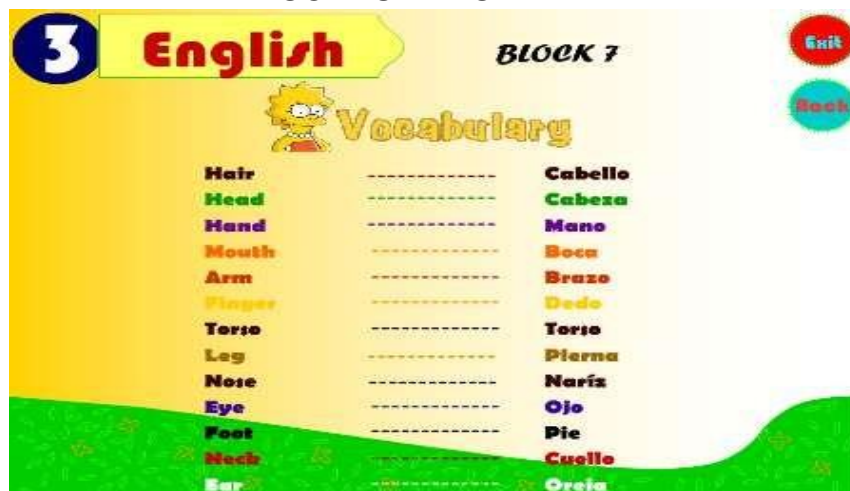 3 English BLOCK 7 Exit
Back
Vocabulary
Hair ------------- Cabello
Head ------------- Cabeza
Hand ------------- Mano
Mouth ------------- Boca
Arm ------------- Brazo
Finger ------------- Dedo
Torso ------------- Torso
Leg ------------- Pierna
Nose ------------- Naríz
Eye ------------- Ojo
Foot ------------- Pie
Neck ------------- Cuello
Ear ------------- Oreja